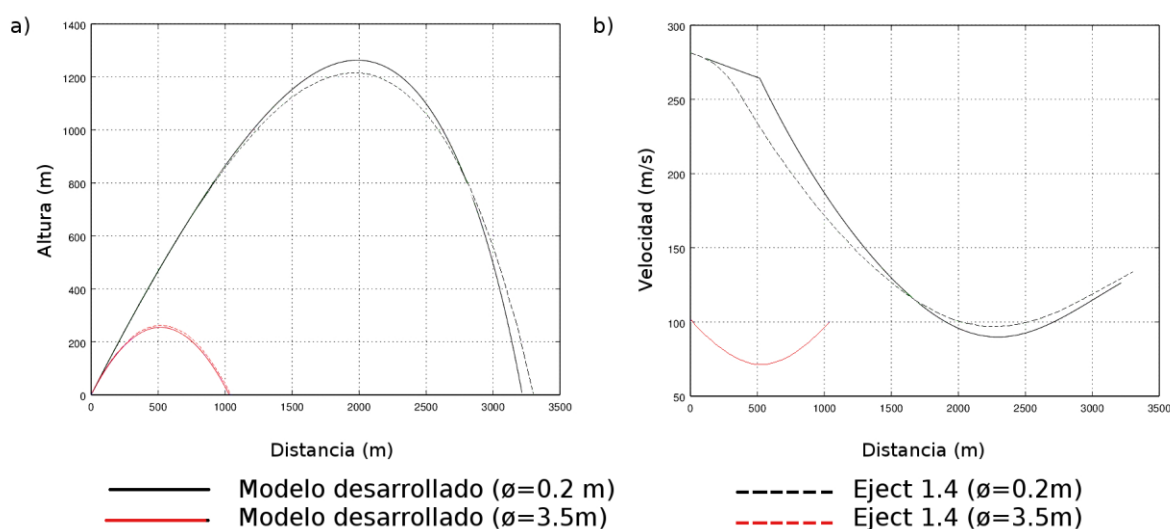 a)
1400
1200
1000
800
600
400
200
0
Altura (m)
0 500 1000 1500 2000 2500 3000 3500
Distancia (m)
b)
300
250
200
150
100
50
Velocidad (m/s)
0 500 1000 1500 2000 2500 3000 3500
Distancia (m)
Modelo desarrollado (ø=0.2 m)
Modelo desarrollado (ø=3.5m)
Eject 1.4 (ø=0.2m)
Eject 1.4 (ø=3.5m)